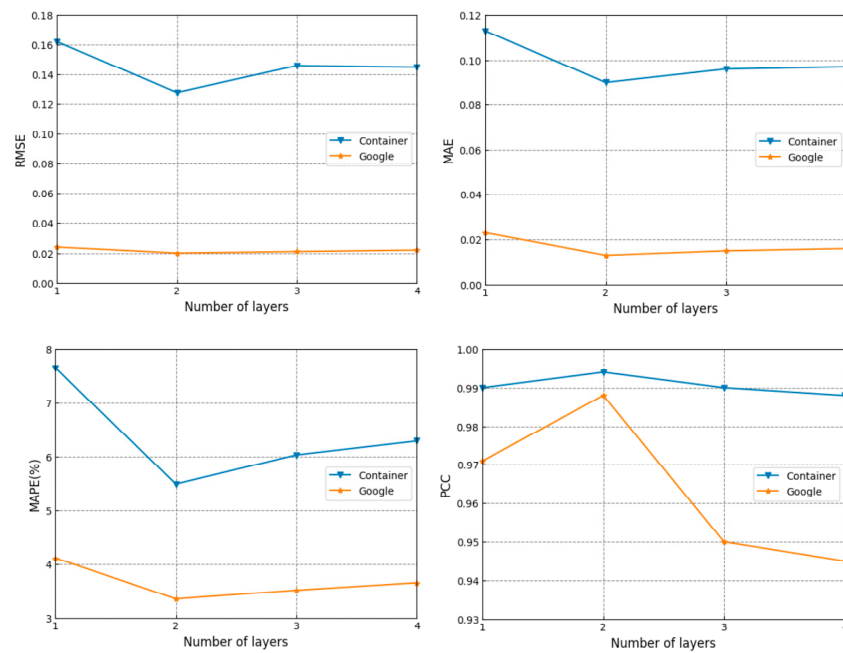 0.18
0.16
0.14
0.12
0.10
0.08
0.06
0.04
0.02
0.00
RMSE
Container
Google
1 2 3 4
Number of layers
0.12
0.10
0.08
0.06
0.04
0.02
0.00
MAE
Container
Google
1 2 3 4
Number of layers
8
7
6
5
4
3
MAPE(%)
Container
Google
1 2 3 4
Number of layers
1.00
0.99
0.98
0.97
0.96
0.95
0.94
0.93
PCC
Container
Google
1 2 3 4
Number of layers